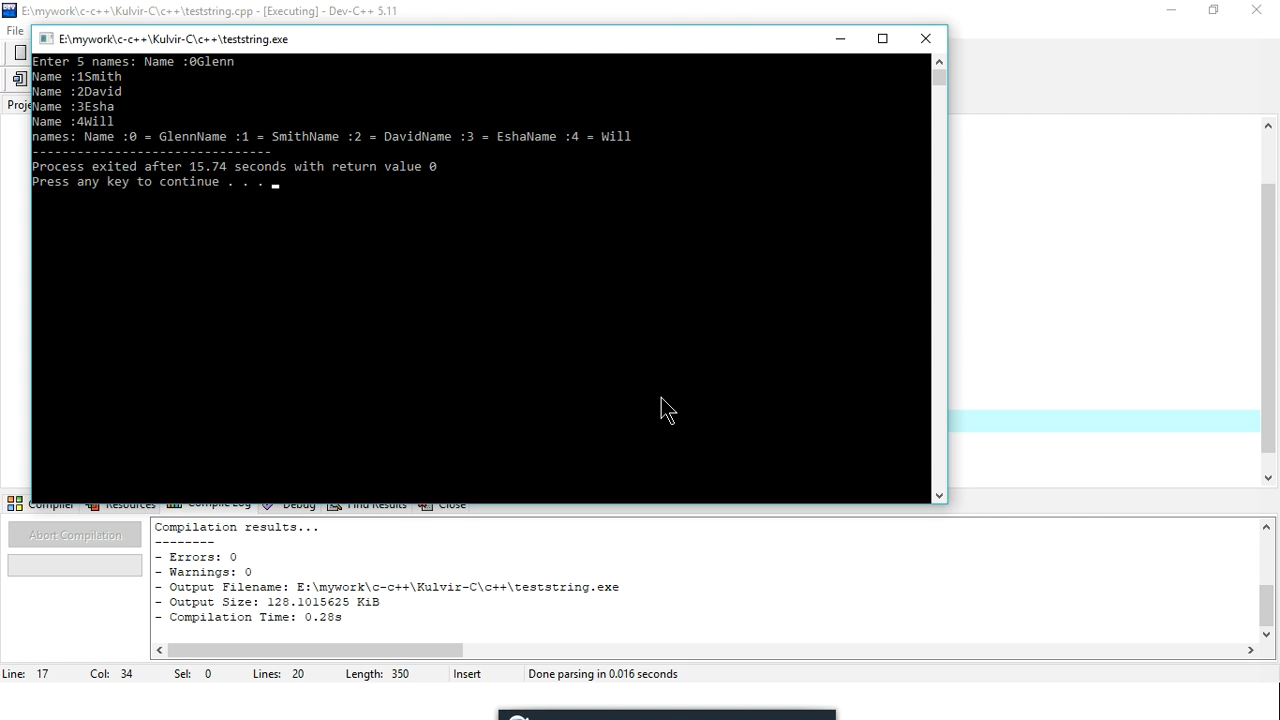 E:\mywork\c-c++\Kulvir-C\c++\teststring.cpp - [Executing] - Dev-C++ 5.11
File
E:\mywork\c-c++\Kulvir-C\c++\teststring.exe
Enter 5 names: Name :0Glenn
Name :1Smith
Name :2David
Name :3Esha
Name :4Will
names: Name :0 = GlennName :1 = SmithName :2 = DavidName :3 = EshaName :4 = Will
--------------------------------
Process exited after 15.74 seconds with return value 0
Press any key to continue . . .
Proje
Compiler Resources Compile Log Debug Find Results Close
Abort Compilation
Compilation results...
--------
- Errors: 0
- Warnings: 0
- Output Filename: E:\mywork\c-c++\Kulvir-C\c++\teststring.exe
- Output Size: 128.1015625 KiB
- Compilation Time: 0.28s
Line: 17 Col: 34 Sel: 0 Lines: 20 Length: 350 Insert Done parsing in 0.016 seconds